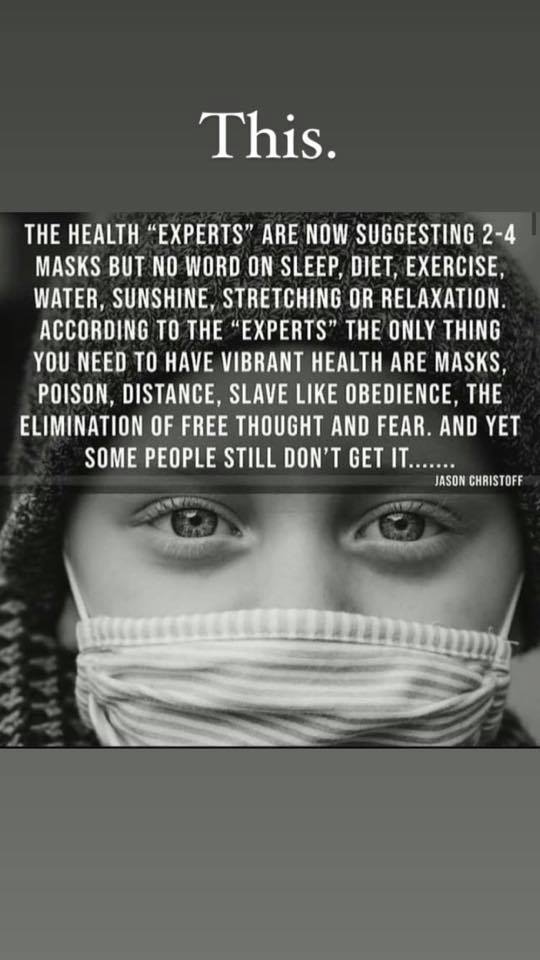 This.
THE HEALTH “EXPERTS” ARE NOW SUGGESTING 2-4
MASKS BUT NO WORD ON SLEEP, DIET, EXERCISE,
WATER, SUNSHINE, STRETCHING OR RELAXATION.
ACCORDING TO THE “EXPERTS” THE ONLY THING
YOU NEED TO HAVE VIBRANT HEALTH ARE MASKS,
POISON, DISTANCE, SLAVE LIKE OBEDIENCE, THE
ELIMINATION OF FREE THOUGHT AND FEAR. AND YET
SOME PEOPLE STILL DON’T GET IT.......
JASON CHRISTOFF